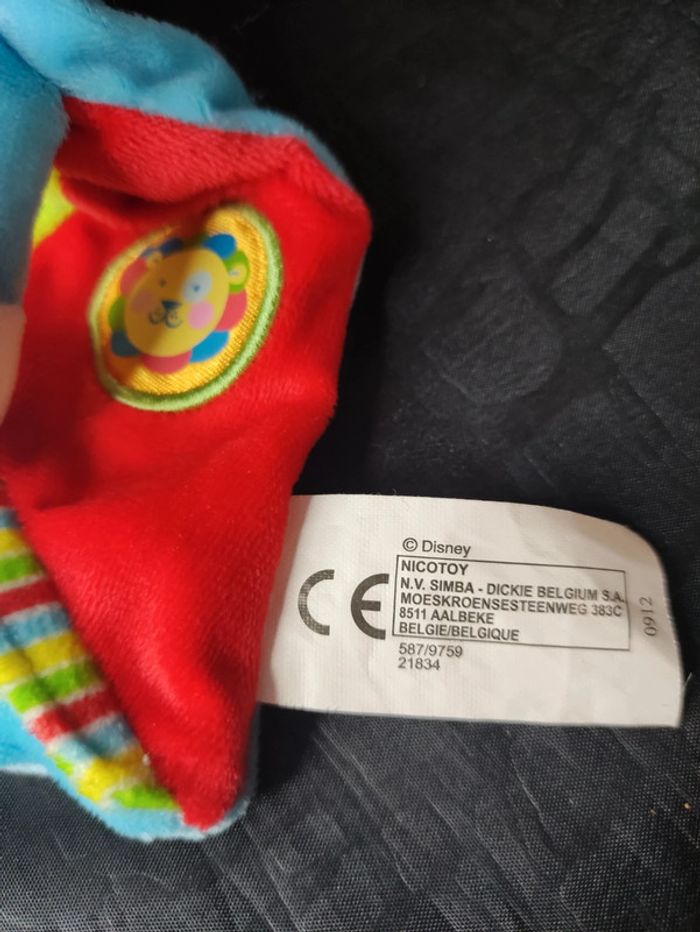 © Disney
CE
NICOTOY
N.V. SIMBA - DICKIE BELGIUM S.A.
MOESKROENSESTEENWEG 383C
8511 AALBEKE
BELGIE/BELGIQUE
587/9759
21834
0912